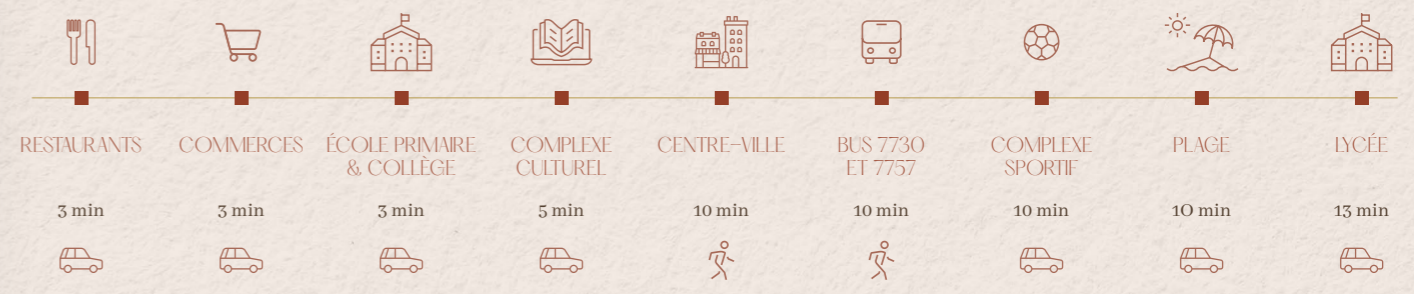 RESTAURANTS
COMMERCES
ÉCOLE PRIMAIRE
& COLLÈGE
COMPLEXE
CULTUREL
CENTRE-VILLE
BUS 7730
ET 7757
COMPLEXE
SPORTIF
PLAGE
LYCÉE
3 min
3 min
3 min
5 min
10 min
10 min
10 min
10 min
13 min